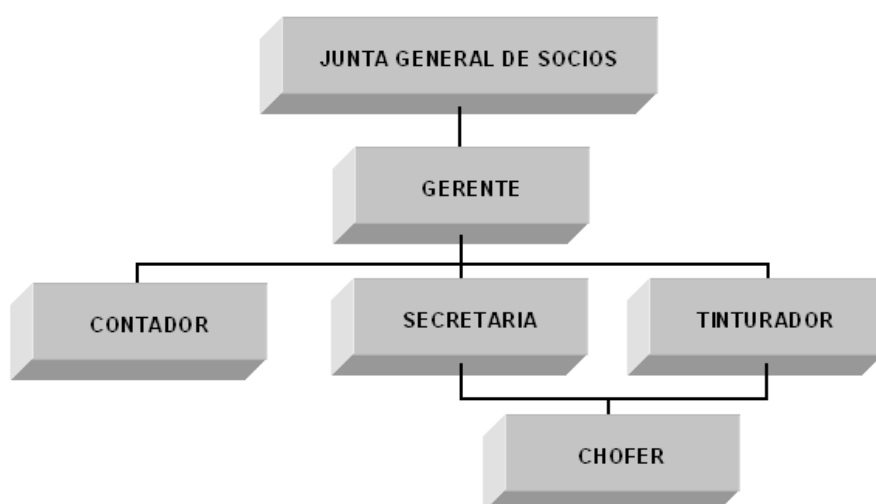 JUNTA GENERAL DE SOCIOS
GERENTE
CONTADOR
SECRETARIA
TINTURADOR
CHOFER